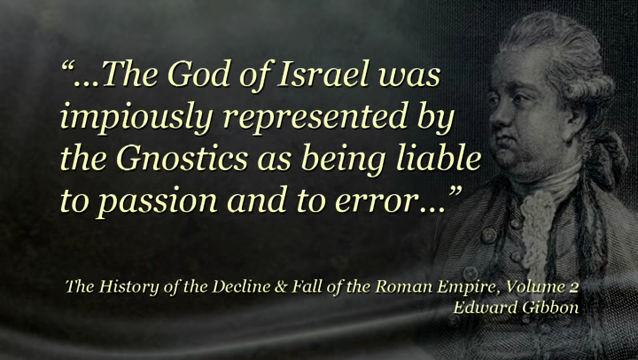 “...The God of Israel was
impiously represented by
the Gnostics as being liable
to passion and to error...”
The History of the Decline & Fall of the Roman Empire, Volume 2
Edward Gibbon